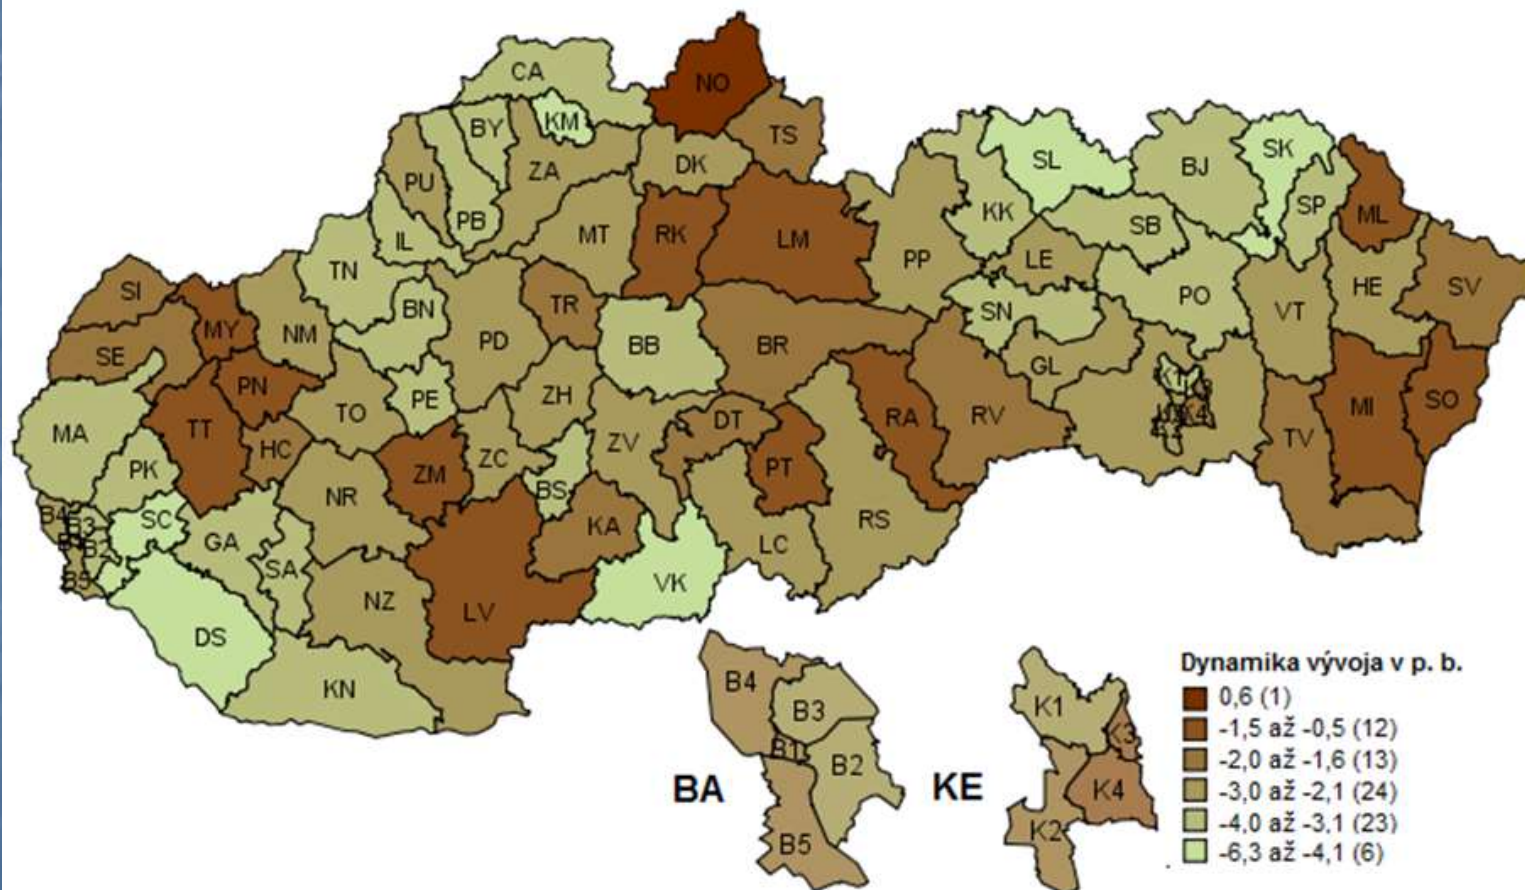 NO
CA
KM
BY
TS
ZA
DK
PU
PB
SL
BJ
SK
SP
ML
KK
SB
IL
MT
RK
LM
PP
LE
TN
HE
SV
PO
SI
BN
TR
SN
VT
MY
NM
SE
PD
BB
BR
GL
PN
PE
ZH
TO
MA
TT
DT
RA
RV
MI
SO
HC
ZC
ZV
TV
PK
ZM
PT
BS
NR
SC
KA
RS
B4
B3
GA
LC
B2
SA
VK
B5
NZ
LV
DS
KN
K4
BA
B4
B3
B1
B2
B5
KE
K1
K3
K4
K2
Dynamika vývoja v p. b.
0,6 (1)
-1,5 až -0,5 (12)
-2,0 až -1,6 (13)
-3,0 až -2,1 (24)
-4,0 až -3,1 (23)
-6,3 až -4,1 (6)